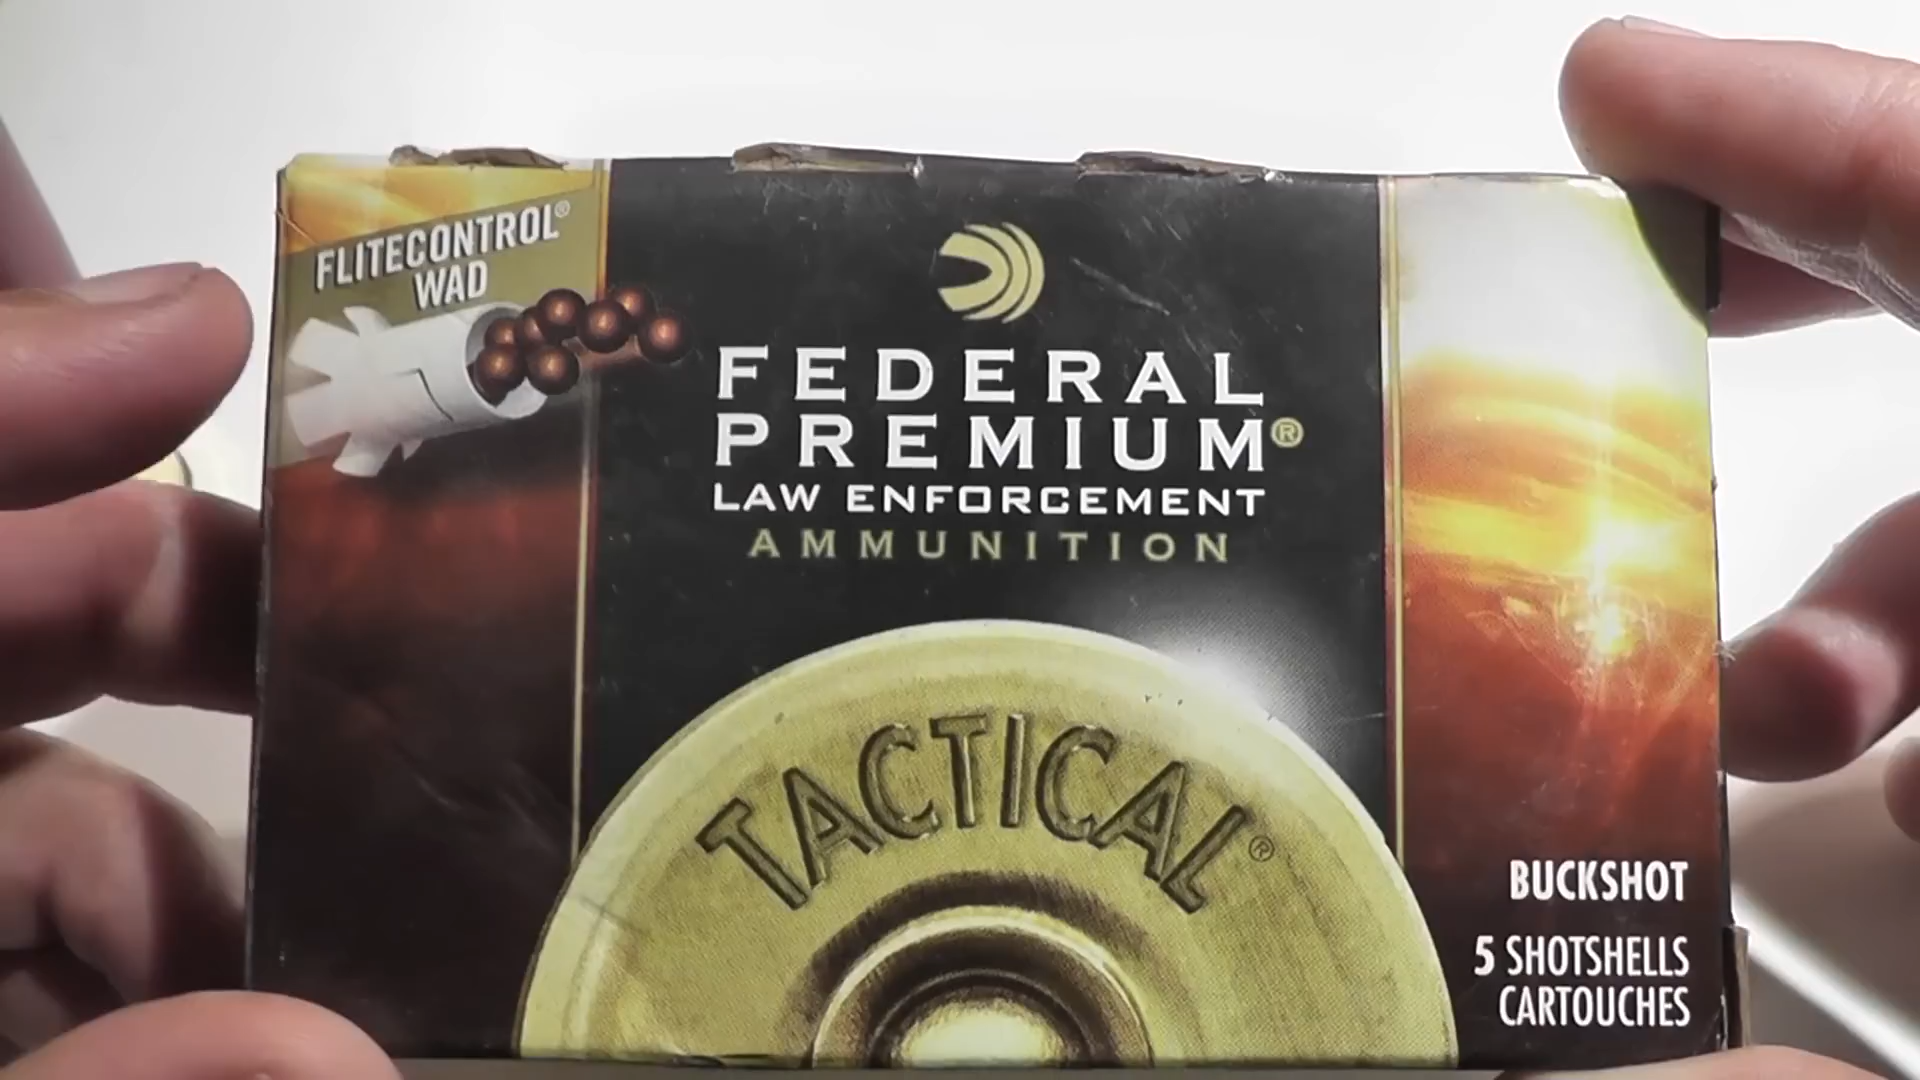 FLITECONTROL®
WAD
FEDERAL
PREMIUM®
LAW ENFORCEMENT
AMMUNITION
TACTICAL®
BUCKSHOT
5 SHOTSHELLS
CARTOUCHES